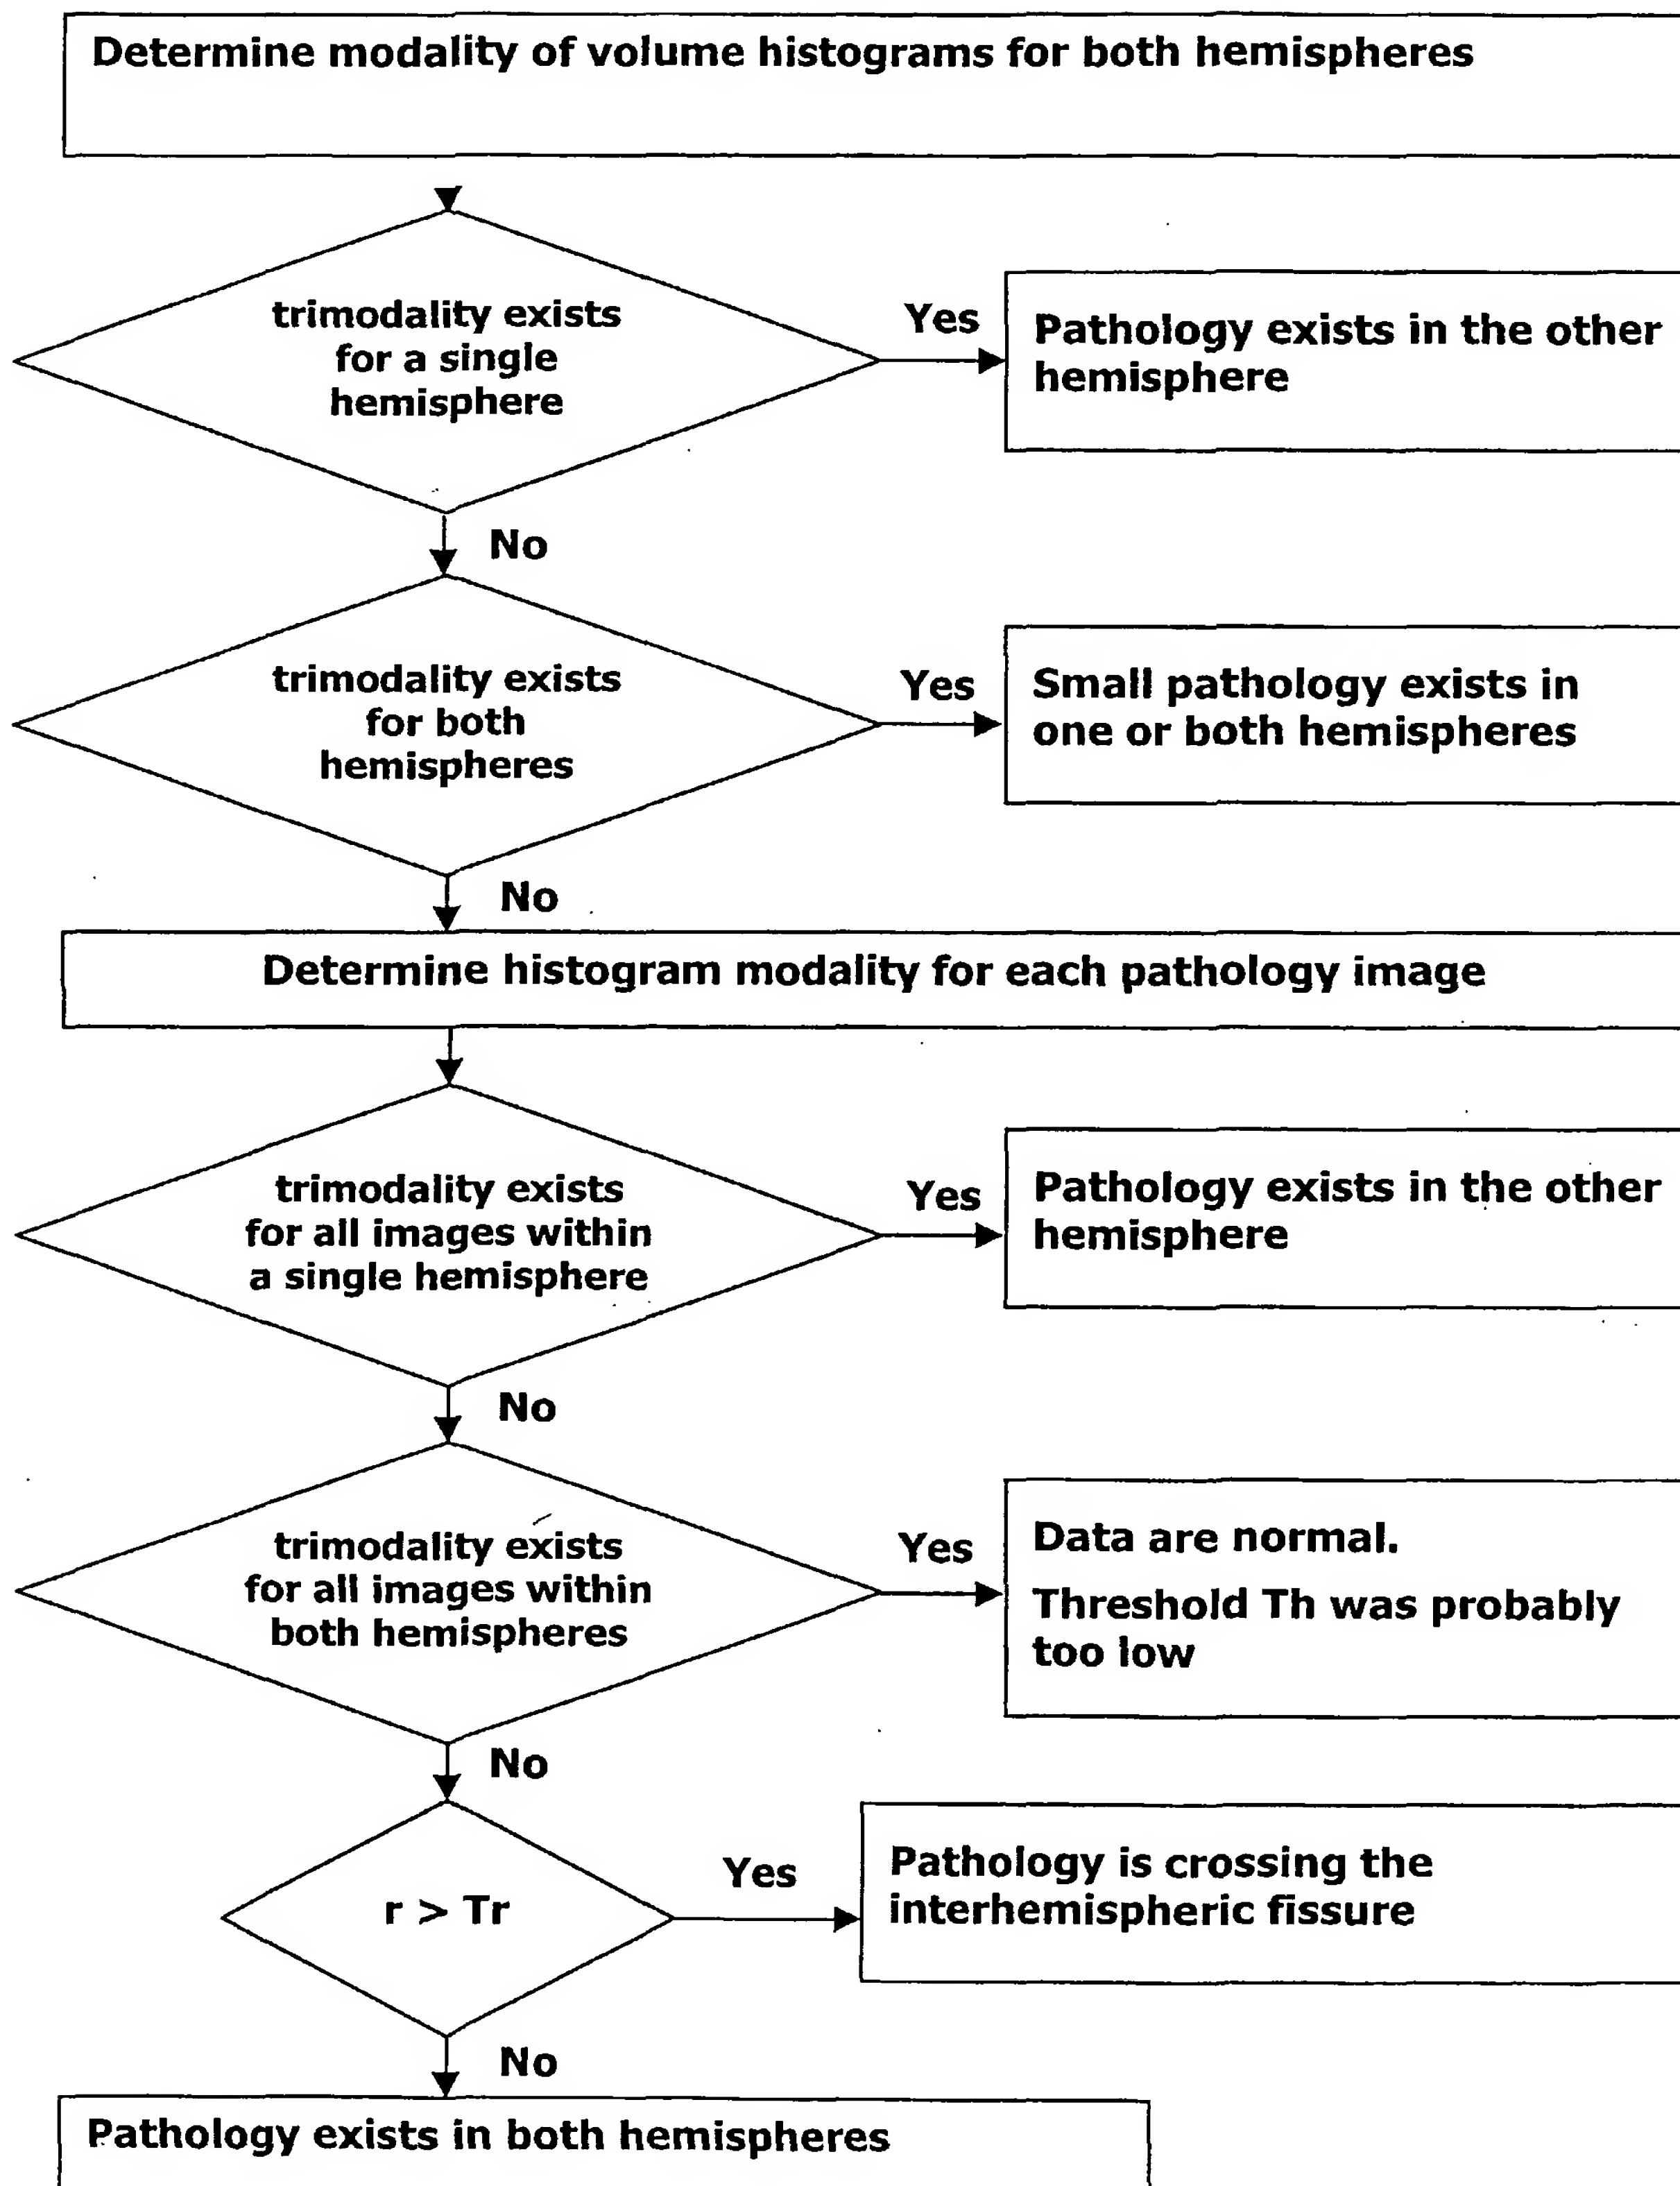 Determine modality of volume histograms for both hemispheres
trimodality exists
for a single
hemisphere
Yes
Pathology exists in the other
hemisphere
No
trimodality exists
for both
hemispheres
Yes
Small pathology exists in
one or both hemispheres
No
Determine histogram modality for each pathology image
trimodality exists
for all images within
a single hemisphere
Yes
Pathology exists in the other
hemisphere
No
trimodality exists
for all images within
both hemispheres
Yes
Data are normal.
Threshold Th was probably
too low
No
r > Tr
Yes
Pathology is crossing the
interhemispheric fissure
No
Pathology exists in both hemispheres